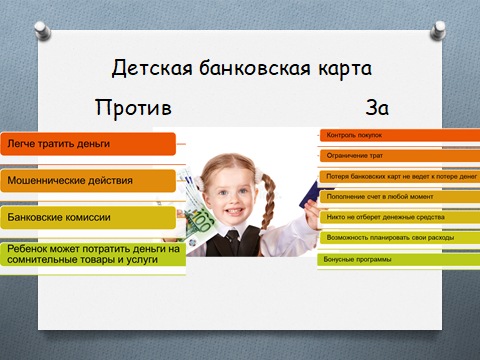 Детская банковская карта
Против
За
Легче тратить деньги
Мошеннические действия
Банковские комиссии
Ребенок может потратить деньги на
сомнительные товары и услуги
Контроль покупок
Ограничение трат
Потеря банковских карт не ведет к потере денег
Пополнение счет в любой момент
Никто не отберет денежные средства
Возможность планировать свои расходы
Бонусные программы